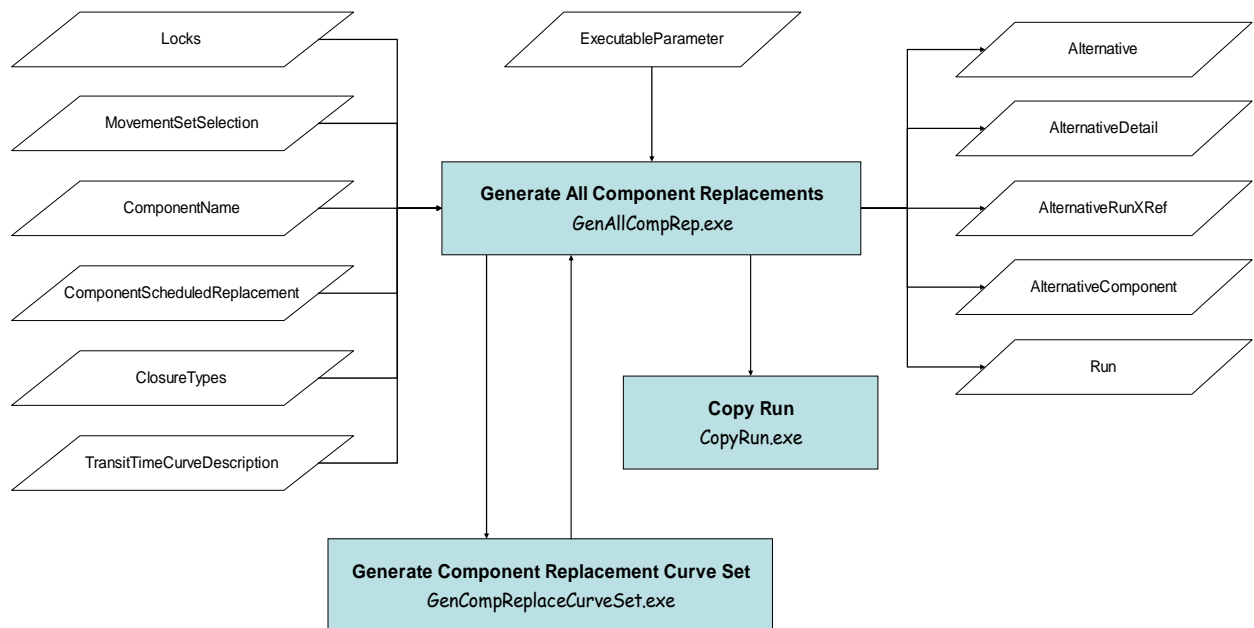 Locks
ExecutableParameter
Alternative
MovementSetSelection
AlternativeDetail
Generate All Component Replacements
GenAllCompRep.exe
ComponentName
AlternativeRunXRef
ComponentScheduledReplacement
AlternativeComponent
ClosureTypes
Run
Copy Run
CopyRun.exe
TransitTimeCurveDescription
Generate Component Replacement Curve Set
GenCompReplaceCurveSet.exe